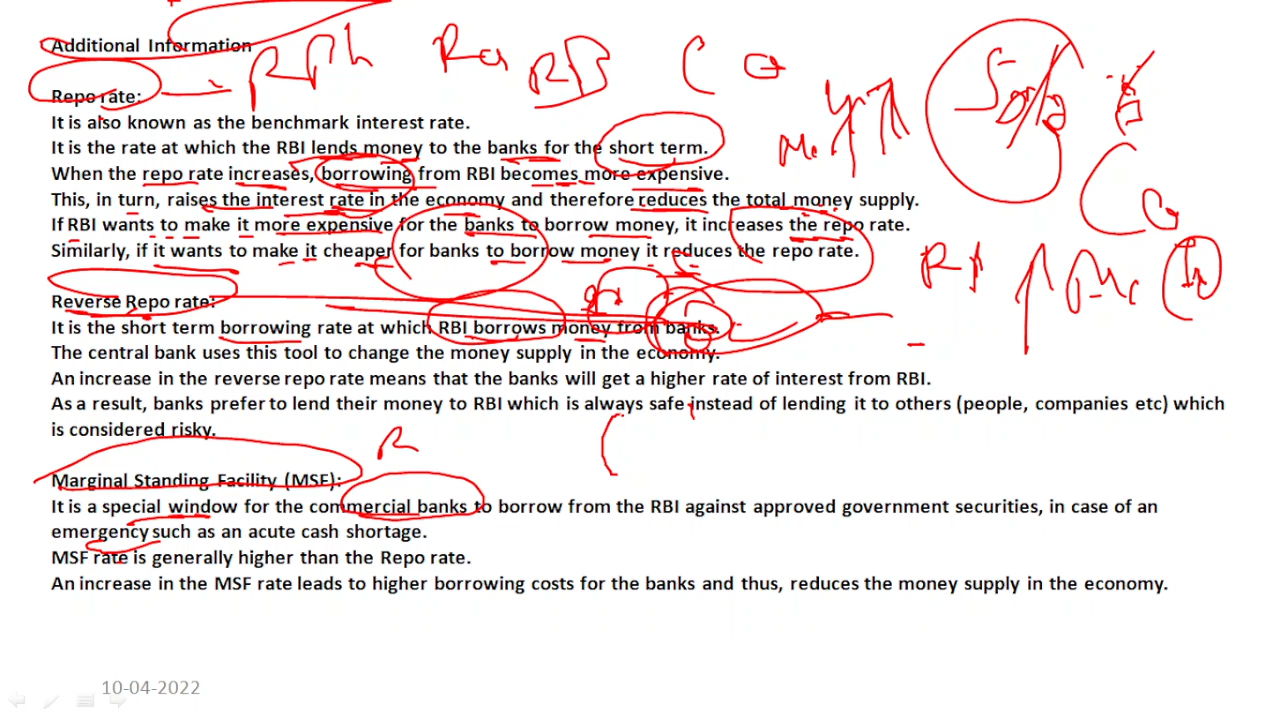 Additional Information
Repo rate:
It is also known as the benchmark interest rate.
It is the rate at which the RBI lends money to the banks for the short term.
When the repo rate increases, borrowing from RBI becomes more expensive.
This, in turn, raises the interest rate in the economy and therefore reduces the total money supply.
If RBI wants to make it more expensive for the banks to borrow money, it increases the repo rate.
Similarly, if it wants to make it cheaper for banks to borrow money it reduces the repo rate.
Reverse Repo rate:
It is the short term borrowing rate at which RBI borrows money from banks.
The central bank uses this tool to change the money supply in the economy.
An increase in the reverse repo rate means that the banks will get a higher rate of interest from RBI.
As a result, banks prefer to lend their money to RBI which is always safe instead of lending it to others (people, companies etc) which
is considered risky.
Marginal Standing Facility (MSF):
It is a special window for the commercial banks to borrow from the RBI against approved government securities, in case of an
emergency such as an acute cash shortage.
MSF rate is generally higher than the Repo rate.
An increase in the MSF rate leads to higher borrowing costs for the banks and thus, reduces the money supply in the economy.
10-04-2022